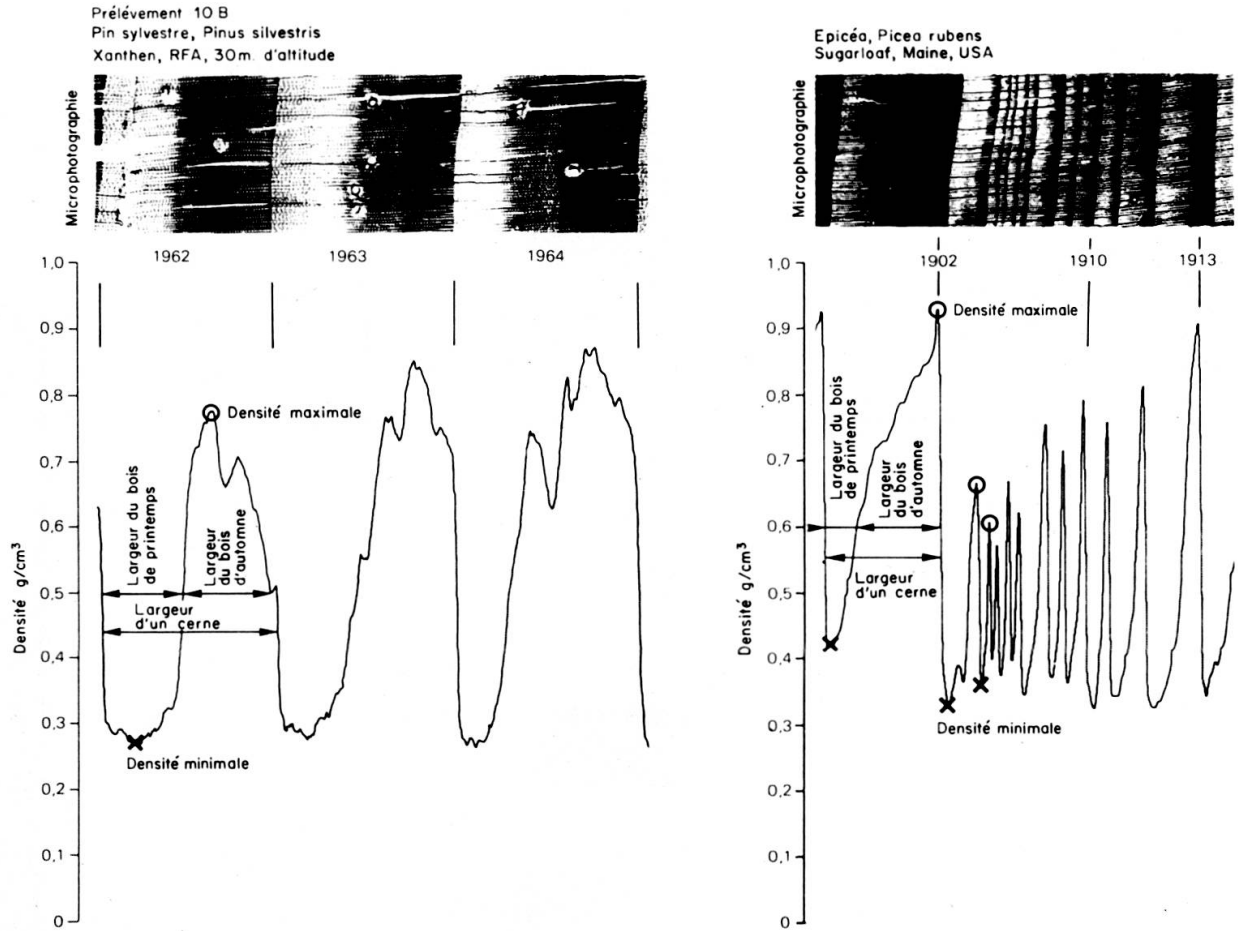 Prélévement 10 B
Pin sylvestre, Pinus silvestris
Xanthen, RFA, 30m. d'altitude
Microphotographie
1962
1963
1964
1,0
0,9
0,8
0,7
0,6
0,5
0,4
0,3
0,2
0,1
0
Densité g/cm³
Densité maximale
Largeur du bois
de printemps
Largeur
du bois
d'automne
Largeur
d'un cerne
Densité minimale
Epicéa, Picea rubens
Sugarloaf, Maine, USA
Microphotographie
1902
1910
1913
1,0
0,9
0,8
0,7
0,6
0,5
0,4
0,3
0,2
0,1
0
Densité g/cm³
Densité maximale
Largeur du bois
de printemps
Largeur
du bois
d'automne
Largeur
d'un cerne
Densité minimale